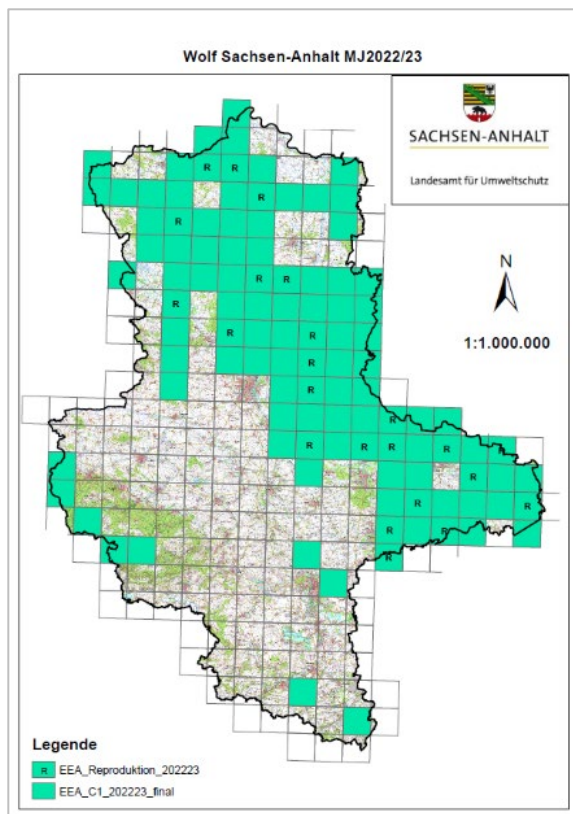 Wolf Sachsen-Anhalt MJ2022/23
SACHSEN-ANHALT
Landesamt für Umweltschutz
N
1:1.000.000
R R
R
R
R R
R
R R
R
R
R
R R R R R
R
R R
R R
R
Legende
R EEA_Reproduktion_202223
EEA_C1_202223_final